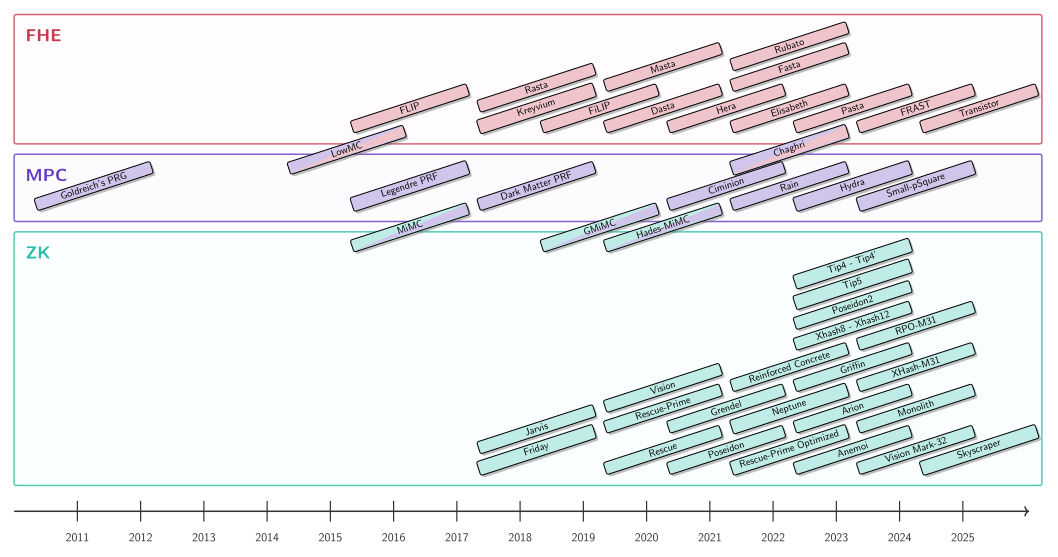 FHE
Rubato
Masta
Fasta
Rasta
FLIP
Kreyvium
FiLIP
Dasta
Hera
Elisabeth
Pasta
FRAST
Transistor
LowMC
Chaghri
MPC
Goldreich's PRG
Legendre PRF
Dark Matter PRF
Ciminion
Rain
Hydra
Small-pSquare
MiMC
GMiMC
Hades-MiMC
ZK
Tip4 - Tip4'
Tip5
Poseidon2
Xhash8 - Xhash12
RPO-M31
Reinforced Concrete
Griffin
XHash-M31
Vision
Rescue-Prime
Grendel
Neptune
Arion
Monolith
Jarvis
Friday
Rescue
Poseidon
Rescue-Prime Optimized
Anemoi
Vision Mark-32
Skyscraper
2011 2012 2013 2014 2015 2016 2017 2018 2019 2020 2021 2022 2023 2024 2025